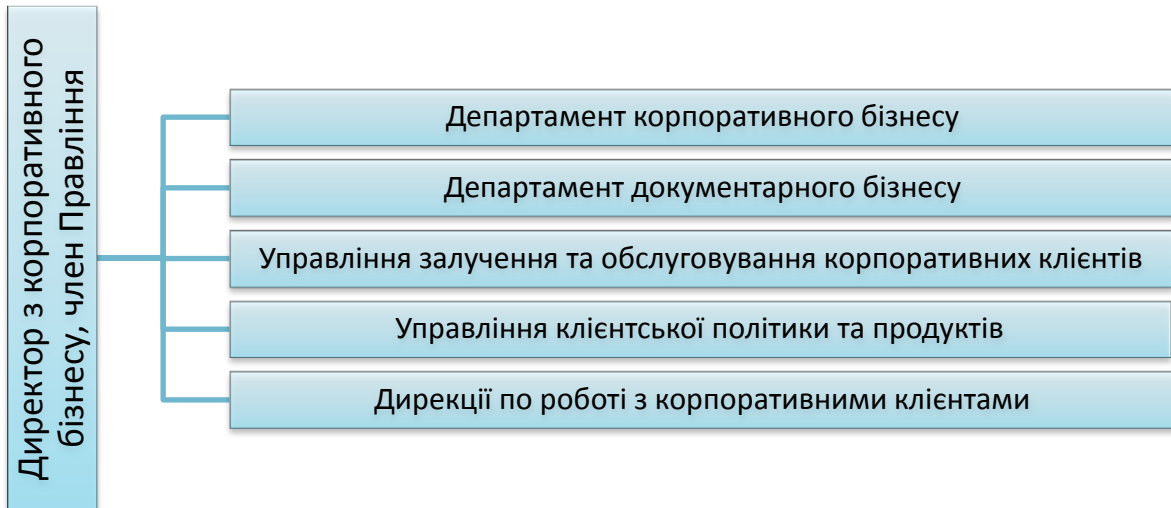 Директор з корпоративного
бізнесу, член Правління
Департамент корпоративного бізнесу
Департамент документарного бізнесу
Управління залучення та обслуговування корпоративних клієнтів
Управління клієнтської політики та продуктів
Дирекції по роботі з корпоративними клієнтами